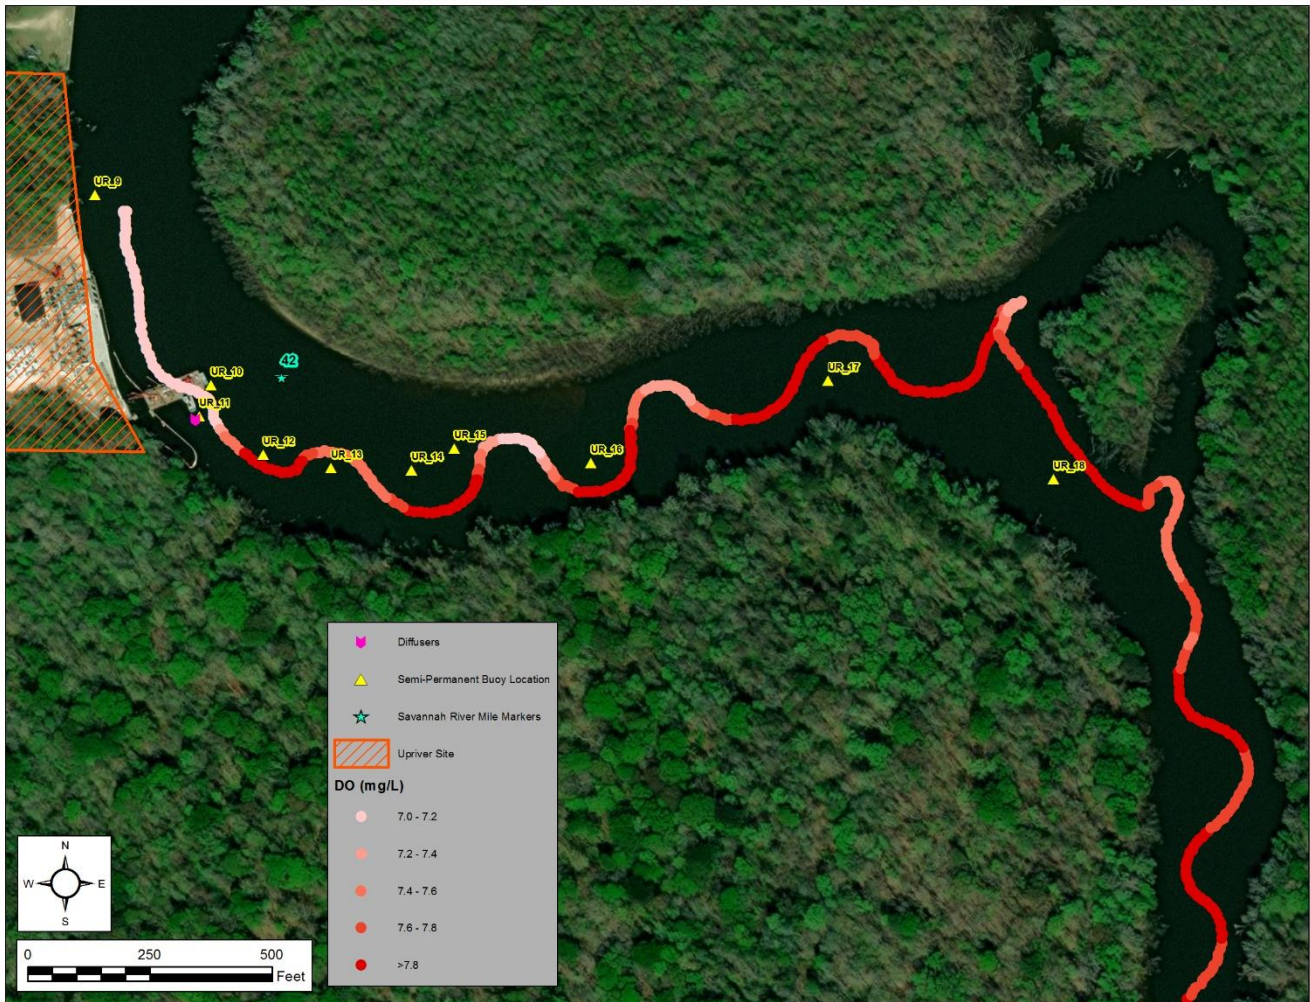 UR_9
42
UR_10
UR_17
UR_11
UR_15
UR_12
UR_13
UR_14
UR_16
UR_18
Diffusers
Semi-Permanent Buoy Location
Savannah River Mile Markers
Upriver Site
DO (mg/L)
7.0 - 7.2
7.2 - 7.4
7.4 - 7.6
7.6 - 7.8
>7.8
N
W E
S
0 250 500
Feet